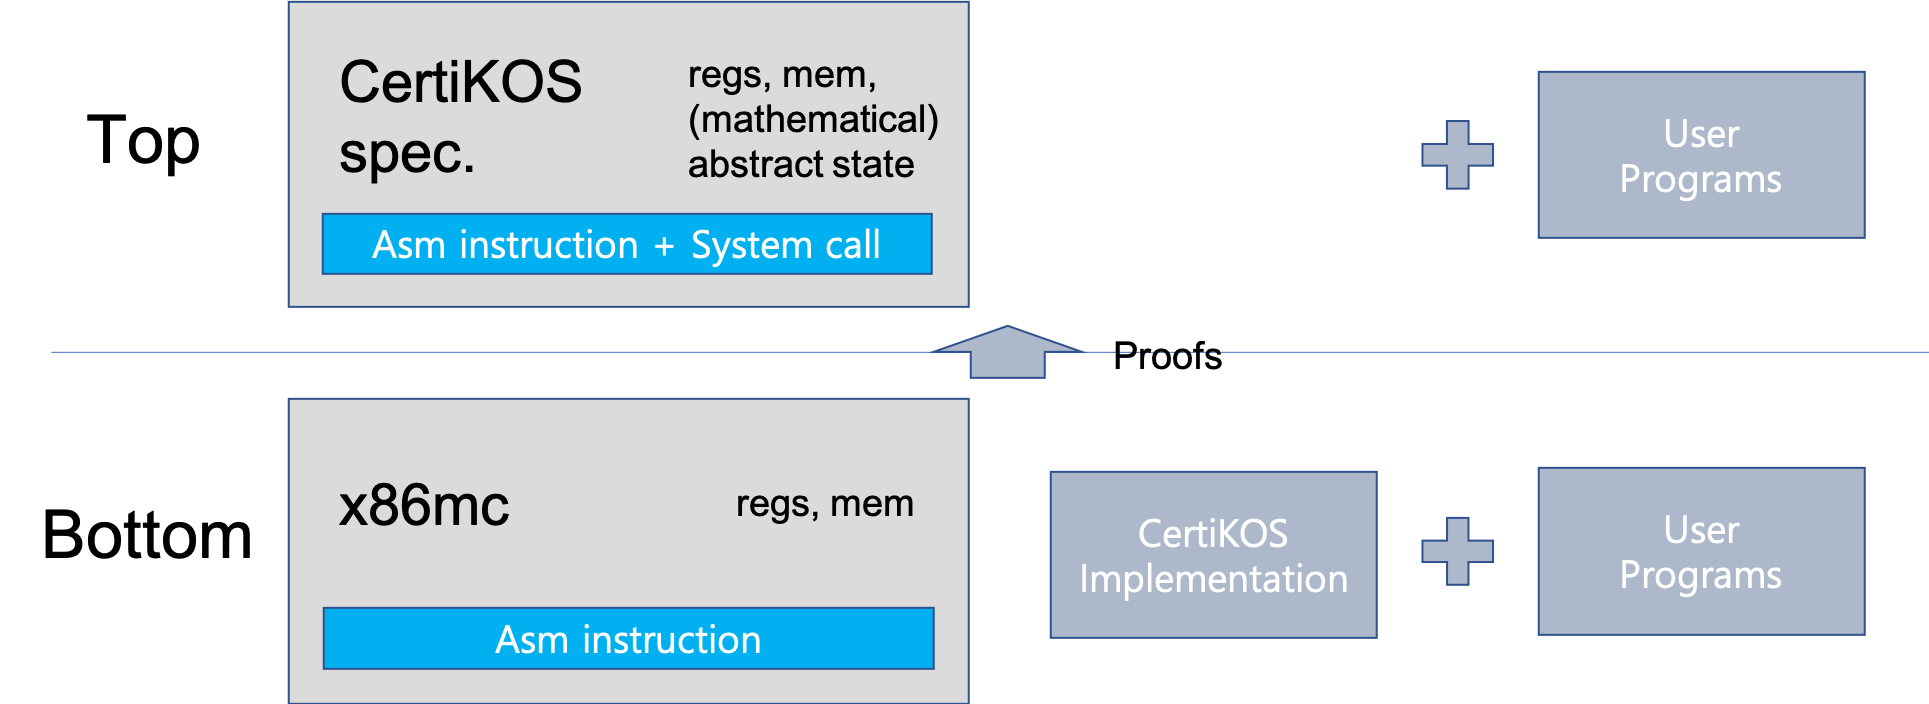 Top
CertiKOS
spec.
regs, mem,
(mathematical)
abstract state
Asm instruction + System call
User
Programs
Proofs
Bottom
x86mc
regs, mem
Asm instruction
CertiKOS
Implementation
User
Programs